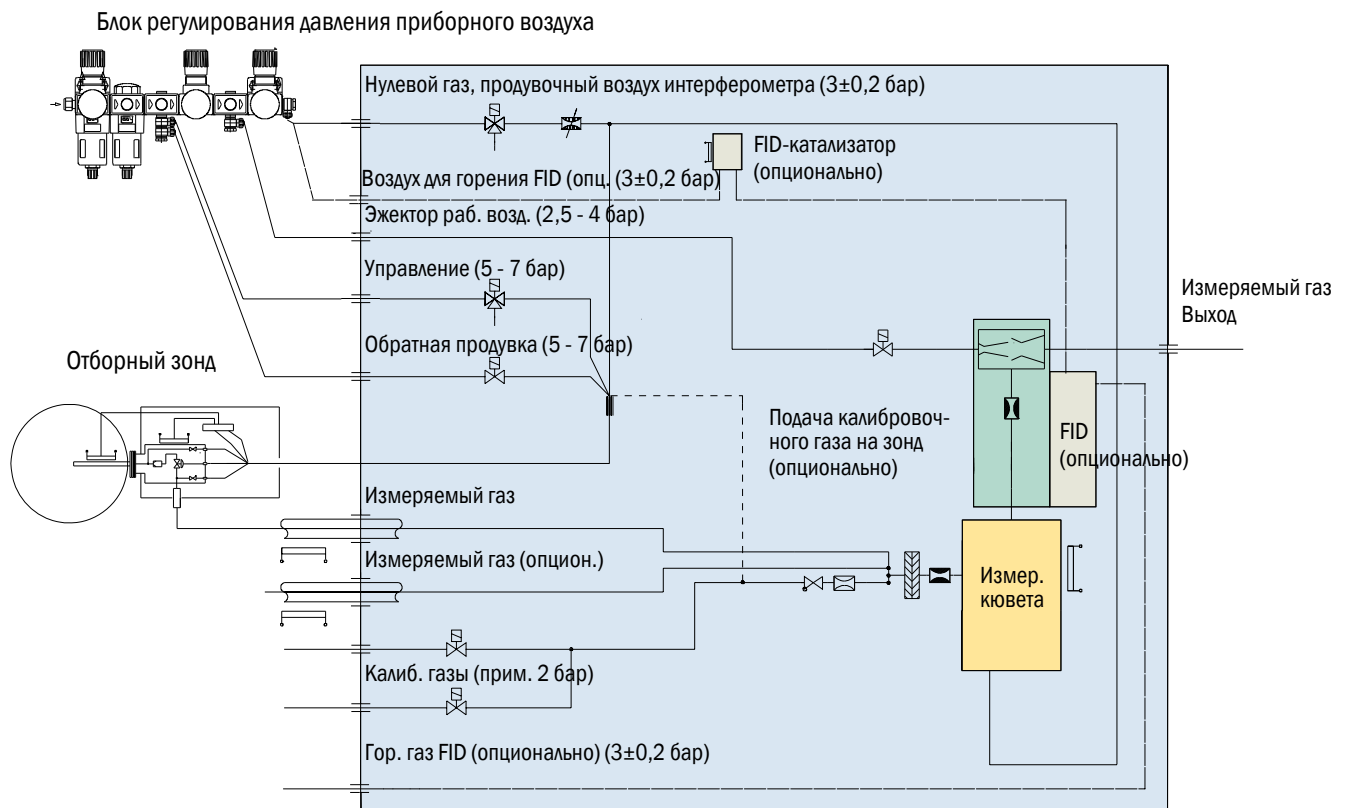 Блок регулирования давления приборного воздуха
Нулевой газ, продувочный воздух интерферометра (3±0,2 бар)
FID-катализатор
(опционально)
Воздух для горения FID (опц. (3±0,2 бар)
Эжектор раб. возд. (2,5 - 4 бар)
Управление (5 - 7 бар)
Измеряемый газ
Выход
Обратная продувка (5 - 7 бар)
Отборный зонд
Подача калибровоч-
ного газа на зонд
(опционально)
FID
(опционально)
Измеряемый газ
Измеряемый газ (опцион.)
Измер.
кювета
Калиб. газы (прим. 2 бар)
Гор. газ FID (опционально) (3±0,2 бар)